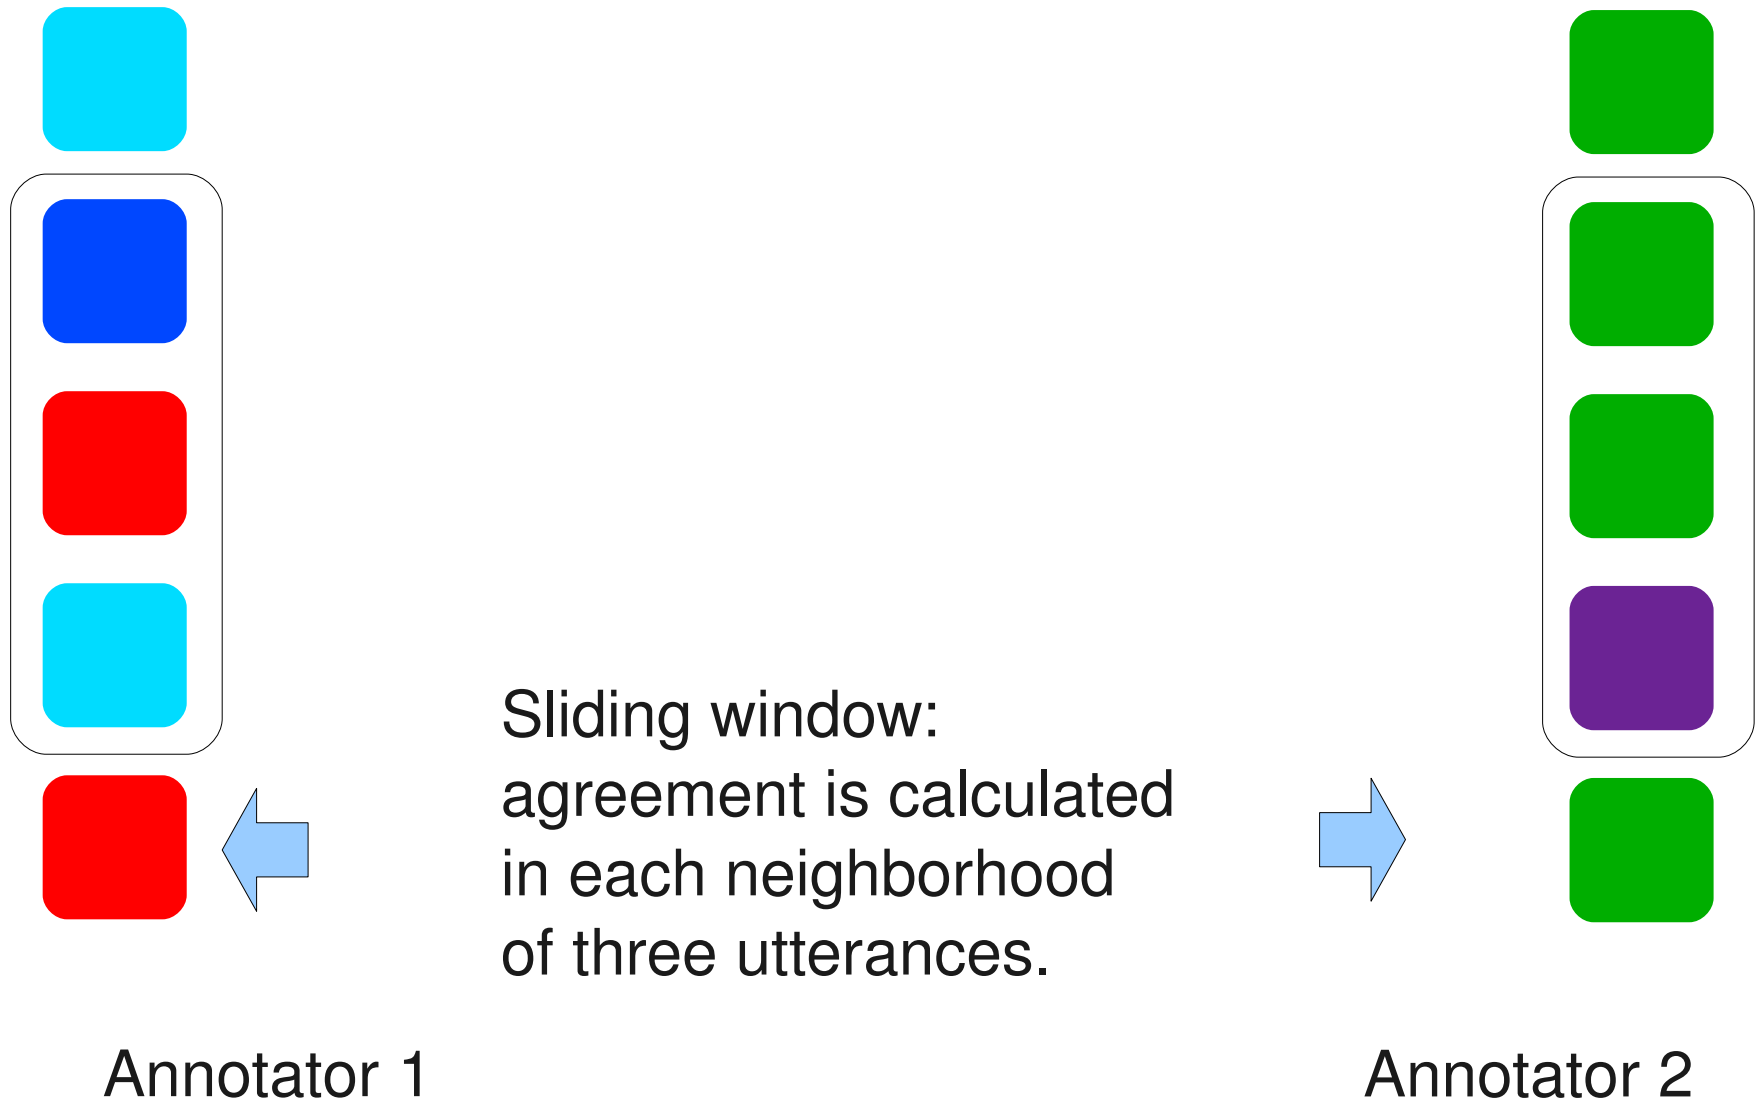 Sliding window:
agreement is calculated
in each neighborhood
of three utterances.
Annotator 1
Annotator 2